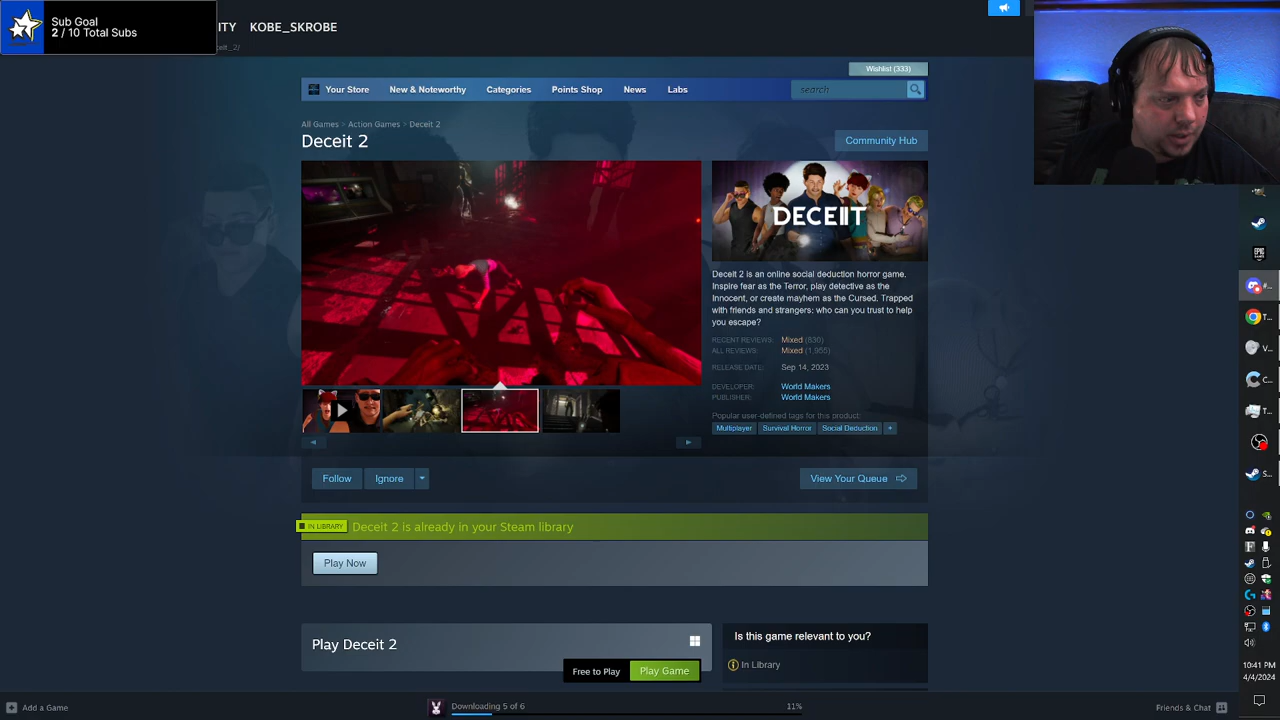 Sub Goal
2 / 10 Total Subs
ITY KOBE_SKROBE
Wishlist (333)
Your Store New & Noteworthy Categories Points Shop News Labs search
All Games > Action Games > Deceit 2
Deceit 2
Community Hub
DECEIT
Deceit 2 is an online social deduction horror game.
Inspire fear as the Terror, play detective as the
Innocent, or create mayhem as the Cursed. Trapped
with friends and strangers: who can you trust to help
you escape?
RECENT REVIEWS: Mixed (830)
ALL REVIEWS: Mixed (1,955)
RELEASE DATE: Sep 14, 2023
DEVELOPER: World Makers
PUBLISHER: World Makers
Popular user-defined tags for this product:
Multiplayer Survival Horror Social Deduction +
Follow Ignore View Your Queue
IN LIBRARY Deceit 2 is already in your Steam library
Play Now
Play Deceit 2
Free to Play Play Game
Is this game relevant to you?
In Library
EPIC
GAMES
#...
T...
V...
C...
...
S...
10:41 PM
4/4/2024
Add a Game
Downloading 5 of 6 11%
Friends & Chat